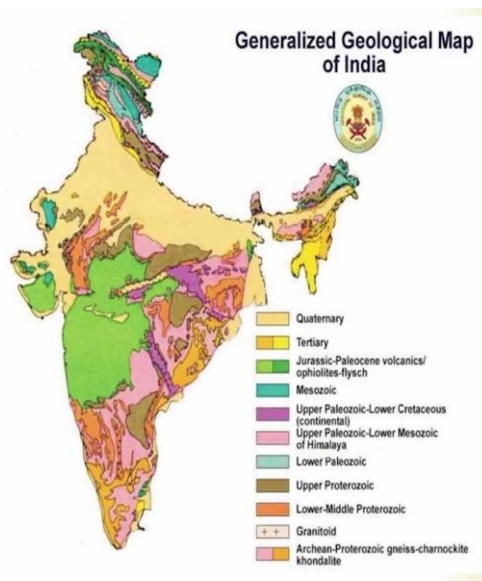 Generalized Geological Map
of India
Quaternary
Tertiary
Jurassic-Paleocene volcanics/
ophiolites-flysch
Mesozoic
Upper Paleozoic-Lower Cretaceous
(continental)
Upper Paleozoic-Lower Mesozoic
of Himalaya
Lower Paleozoic
Upper Proterozoic
Lower-Middle Proterozoic
Granitoid
Archean-Proterozoic gneiss-charnockite
khondalite